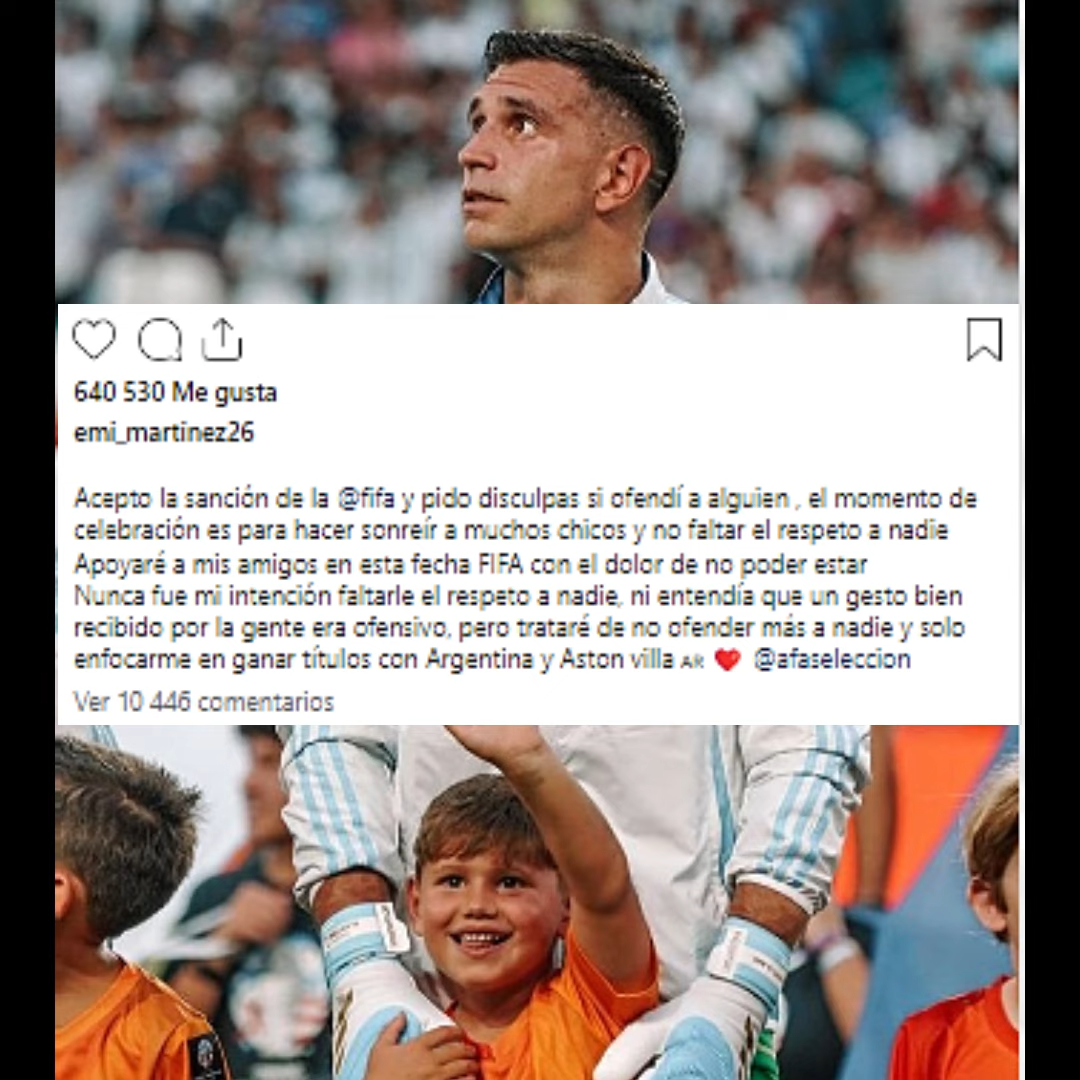 640 530 Me gusta
emi_martinez26
Acepto la sanción de la @fifa y pido disculpas si ofendí a alguien , el momento de
celebración es para hacer sonreír a muchos chicos y no faltar el respeto a nadie
Apoyaré a mis amigos en esta fecha FIFA con el dolor de no poder estar
Nunca fue mi intención faltarle el respeto a nadie, ni entendía que un gesto bien
recibido por la gente era ofensivo, pero trataré de no ofender más a nadie y solo
enfocarme en ganar títulos con Argentina y Aston villa AR ❤️ @afaseleccion
Ver 10 446 comentarios